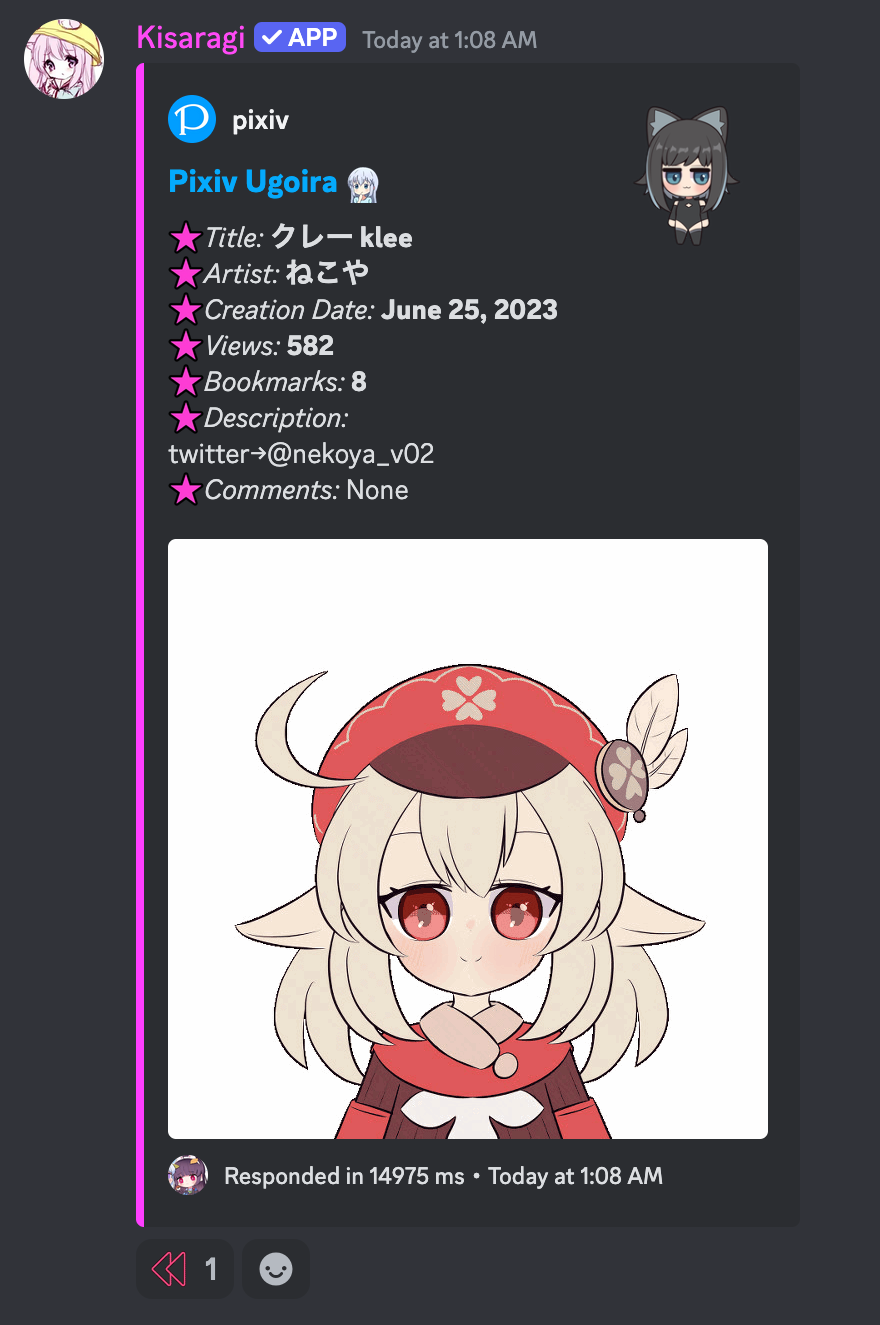 Kisaragi ✓ APP Today at 1:08 AM
pixiv
Pixiv Ugoira
★Title: クレー klee
★Artist: ねこや
★Creation Date: June 25, 2023
★Views: 582
★Bookmarks: 8
★Description:
twitter→@nekoya_v02
★Comments: None
Responded in 14975 ms • Today at 1:08 AM
1